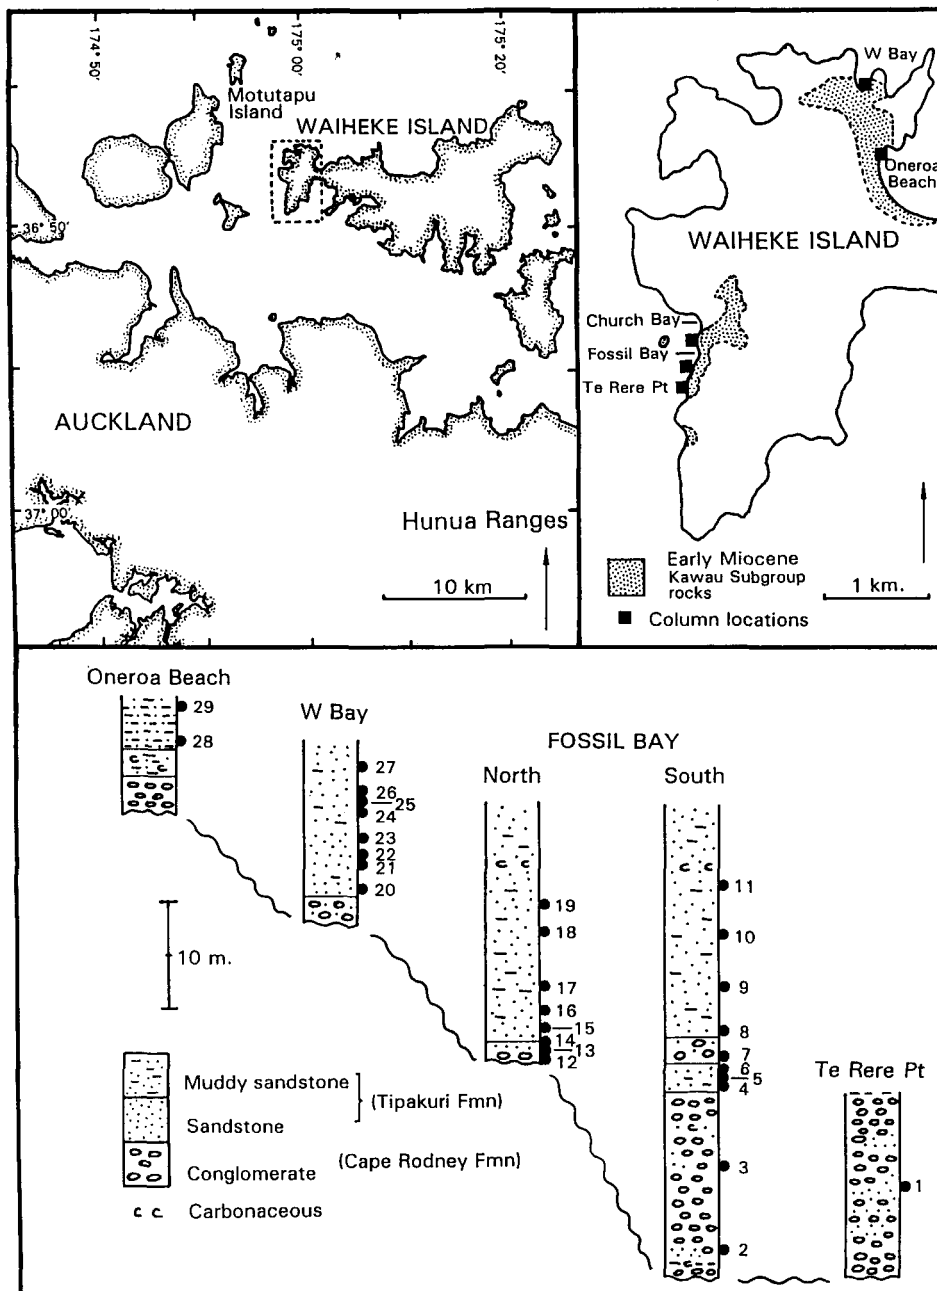 174° 50'
175° 00'
175° 20'
Motutapu
Island
WAIHEKE ISLAND
36° 50'
AUCKLAND
37° 00'
Hunua Ranges
10 km
W Bay
Oneroa
Beach
WAIHEKE ISLAND
Church Bay
Fossil Bay
Te Rere Pt
Early Miocene
Kawau Subgroup
rocks
1 km.
Column locations
Oneroa Beach
29
28
W Bay
27
26
25
24
23
22
21
20
FOSSIL BAY
North
19
18
17
16
15
14
13
12
South
11
10
9
8
7
6
5
4
3
2
Te Rere Pt
1
10 m.
Muddy sandstone
(Tipakuri Fmn)
Sandstone
Conglomerate
(Cape Rodney Fmn)
c c Carbonaceous